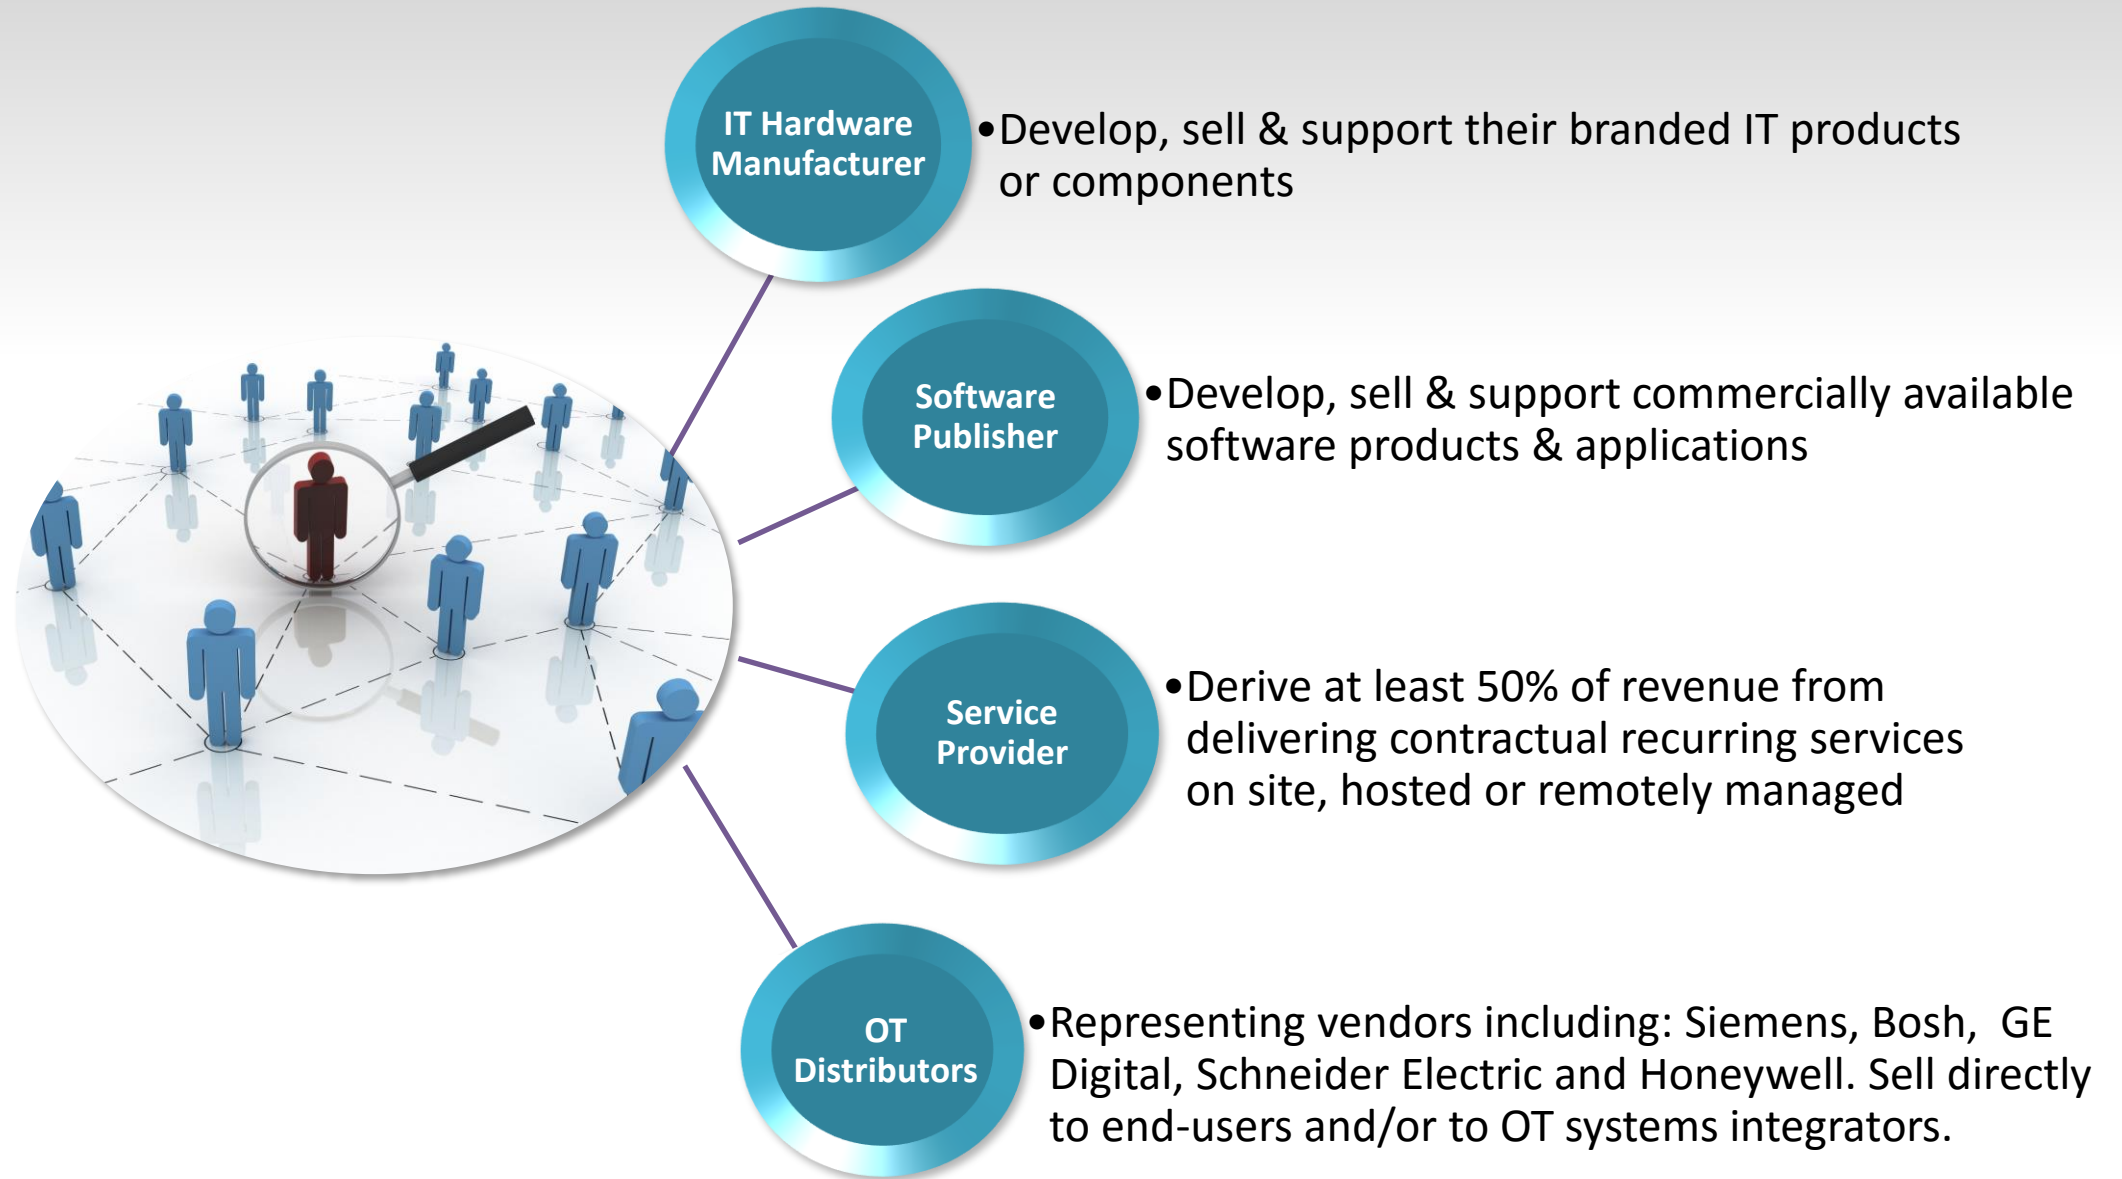 IT Hardware
Manufacturer
•Develop, sell & support their branded IT products
or components
Software
Publisher
•Develop, sell & support commercially available
software products & applications
Service
Provider
•Derive at least 50% of revenue from
delivering contractual recurring services
on site, hosted or remotely managed
OT
Distributors
•Representing vendors including: Siemens, Bosh,  GE
Digital, Schneider Electric and Honeywell. Sell directly
to end-users and/or to OT systems integrators.